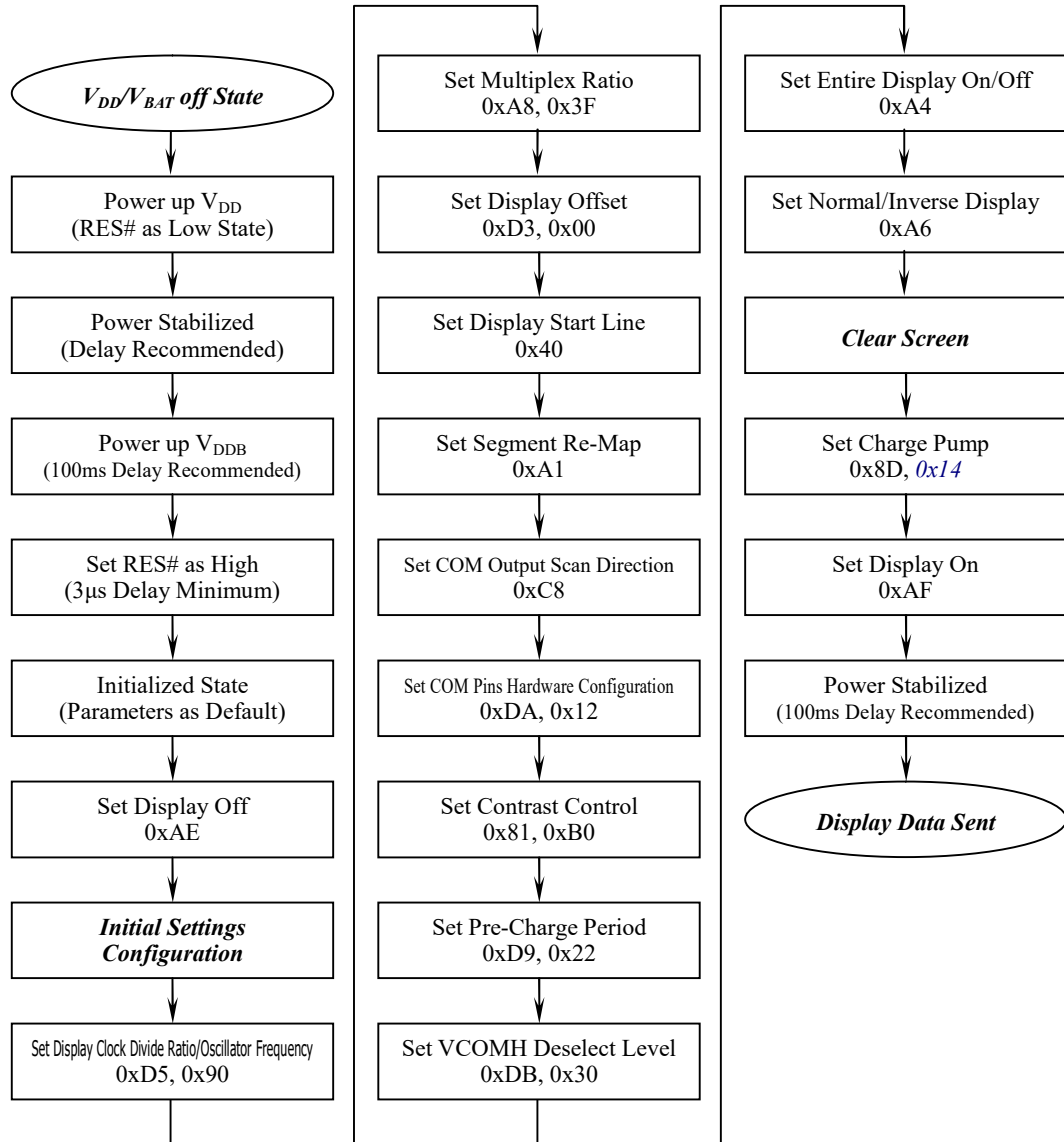 V_DD/V_BAT off State
Power up V_DD
(RES# as Low State)
Power Stabilized
(Delay Recommended)
Power up V_DDB
(100ms Delay Recommended)
Set RES# as High
(3μs Delay Minimum)
Initialized State
(Parameters as Default)
Set Display Off
0xAE
Initial Settings
Configuration
Set Display Clock Divide Ratio/Oscillator Frequency
0xD5, 0x90
Set Multiplex Ratio
0xA8, 0x3F
Set Display Offset
0xD3, 0x00
Set Display Start Line
0x40
Set Segment Re-Map
0xA1
Set COM Output Scan Direction
0xC8
Set COM Pins Hardware Configuration
0xDA, 0x12
Set Contrast Control
0x81, 0xB0
Set Pre-Charge Period
0xD9, 0x22
Set VCOMH Deselect Level
0xDB, 0x30
Set Entire Display On/Off
0xA4
Set Normal/Inverse Display
0xA6
Clear Screen
Set Charge Pump
0x8D, 0x14
Set Display On
0xAF
Power Stabilized
(100ms Delay Recommended)
Display Data Sent